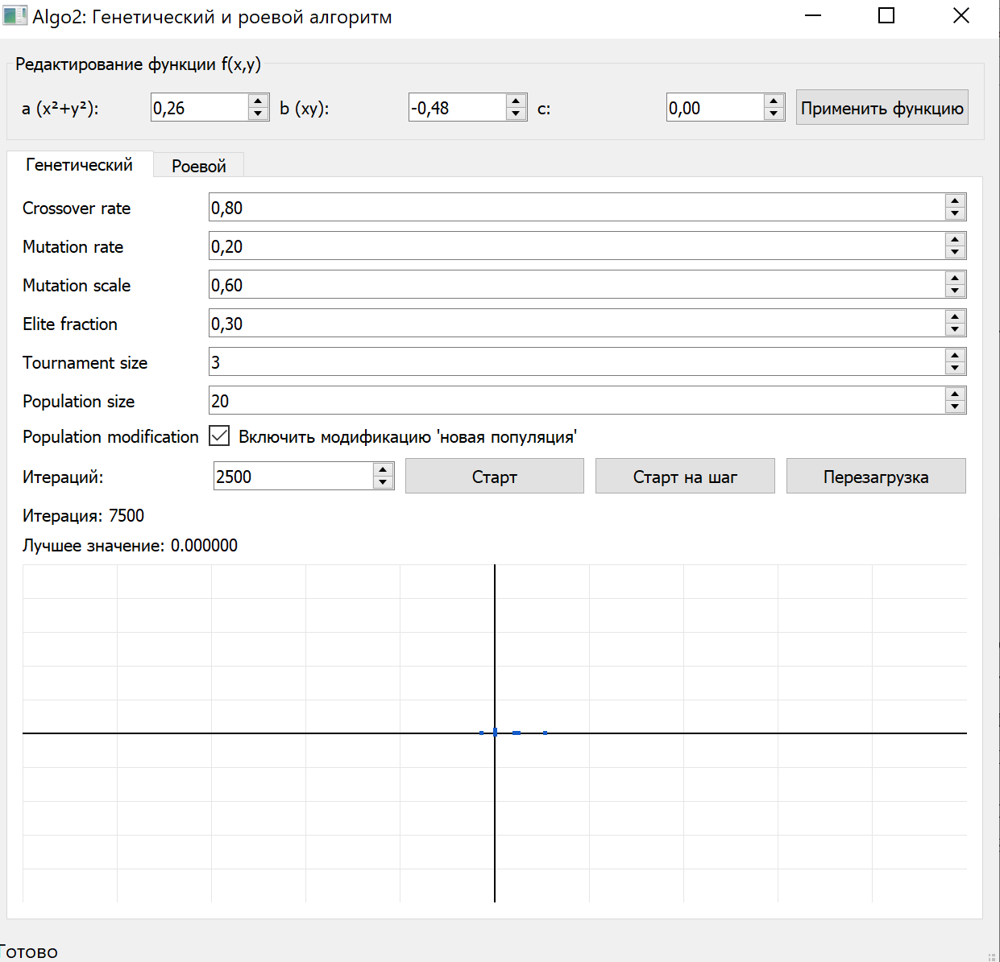 Algo2: Генетический и роевой алгоритм
Редактирование функции f(x,y)
a (x²+y²): 0,26 b (xy): -0,48 c: 0,00 Применить функцию
Генетический Роевой
Crossover rate 0,80
Mutation rate 0,20
Mutation scale 0,60
Elite fraction 0,30
Tournament size 3
Population size 20
Population modification Включить модификацию 'новая популяция'
Итераций: 2500 Старт Старт на шаг Перезагрузка
Итерация: 7500
Лучшее значение: 0.000000
Готово